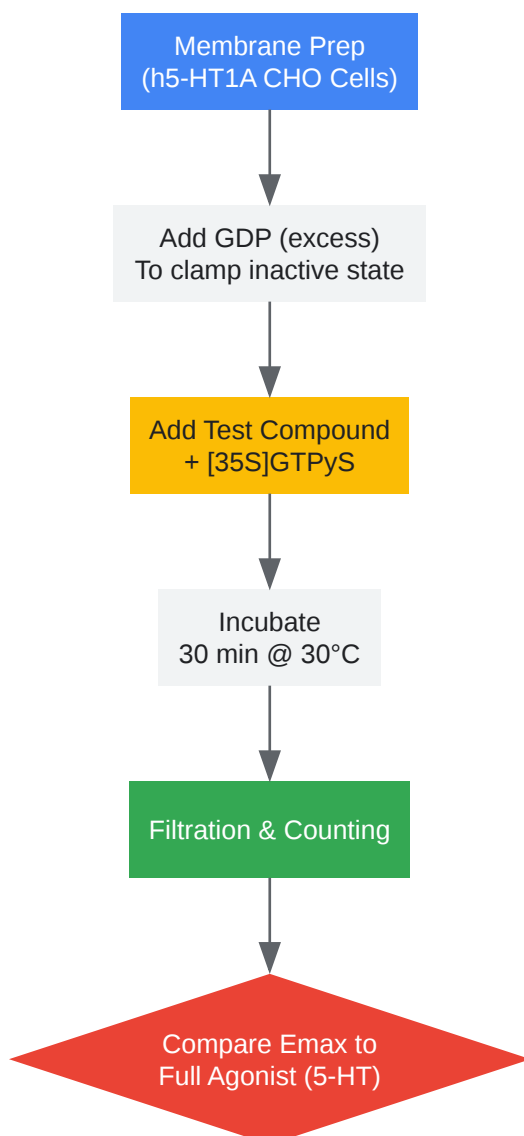 Membrane Prep
(h5-HT1A CHO Cells)
Add GDP (excess)
To clamp inactive state
Add Test Compound
+ [35S]GTPyS
Incubate
30 min @ 30°C
Filtration & Counting
Compare Emax to
Full Agonist (5-HT)